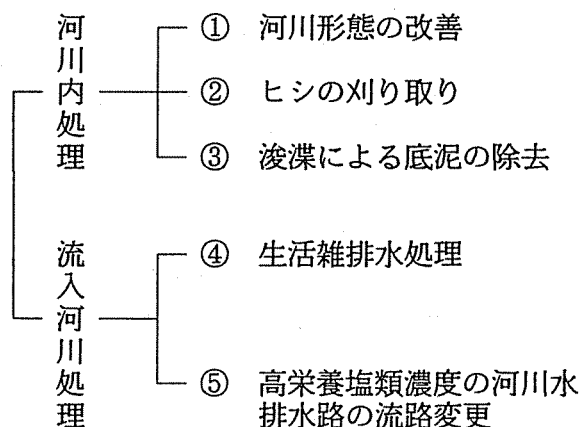 河川内処理
① 河川形態の改善
② ヒシの刈り取り
③ 浚渫による底泥の除去
流入河川処理
④ 生活雑排水処理
⑤ 高栄養塩類濃度の河川水
排水路の流路変更